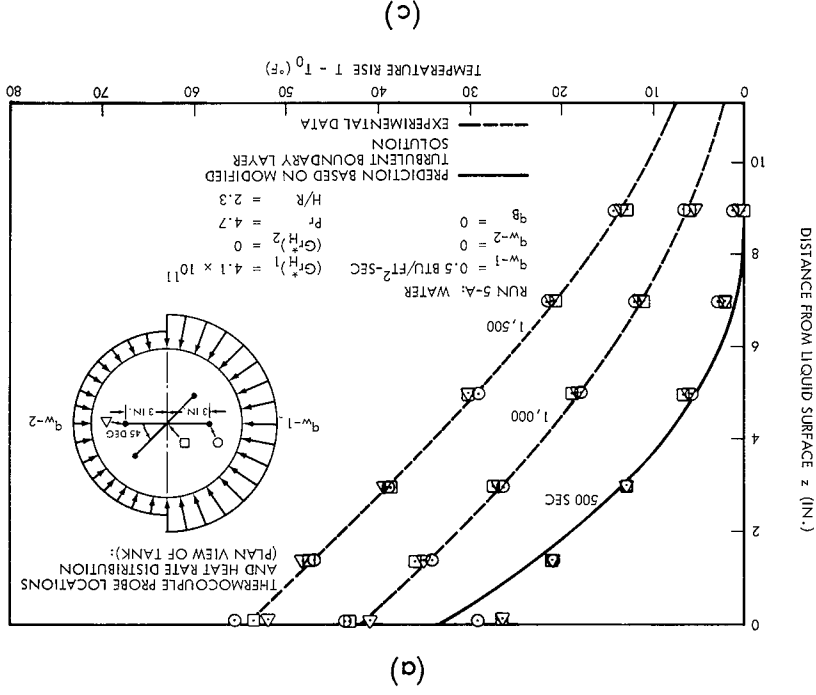 (a)
DISTANCE FROM LIQUID SURFACE z (IN.)
0
2
4
6
8
10
THERMOCOUPLE PROBE LOCATIONS
AND HEAT RATE DISTRIBUTION
(PLAN VIEW OF TANK):
q_w-1
q_w-2
3 IN.
3 IN.
45 DEG
500 SEC
1,000
1,500
RUN 5-A: WATER
q_w-1 = 0.5 BTU/FT²-SEC (Gr*_H)_1 = 4.1 × 10¹¹
q_w-2 = 0 (Gr*_H)_2 = 0
q_B = 0 Pr = 4.7
H/R = 2.3
PREDICTION BASED ON MODIFIED
TURBULENT BOUNDARY LAYER
SOLUTION
EXPERIMENTAL DATA
0 10 20 30 40 50 60 70 80
TEMPERATURE RISE T - T_0 (°F)
(c)